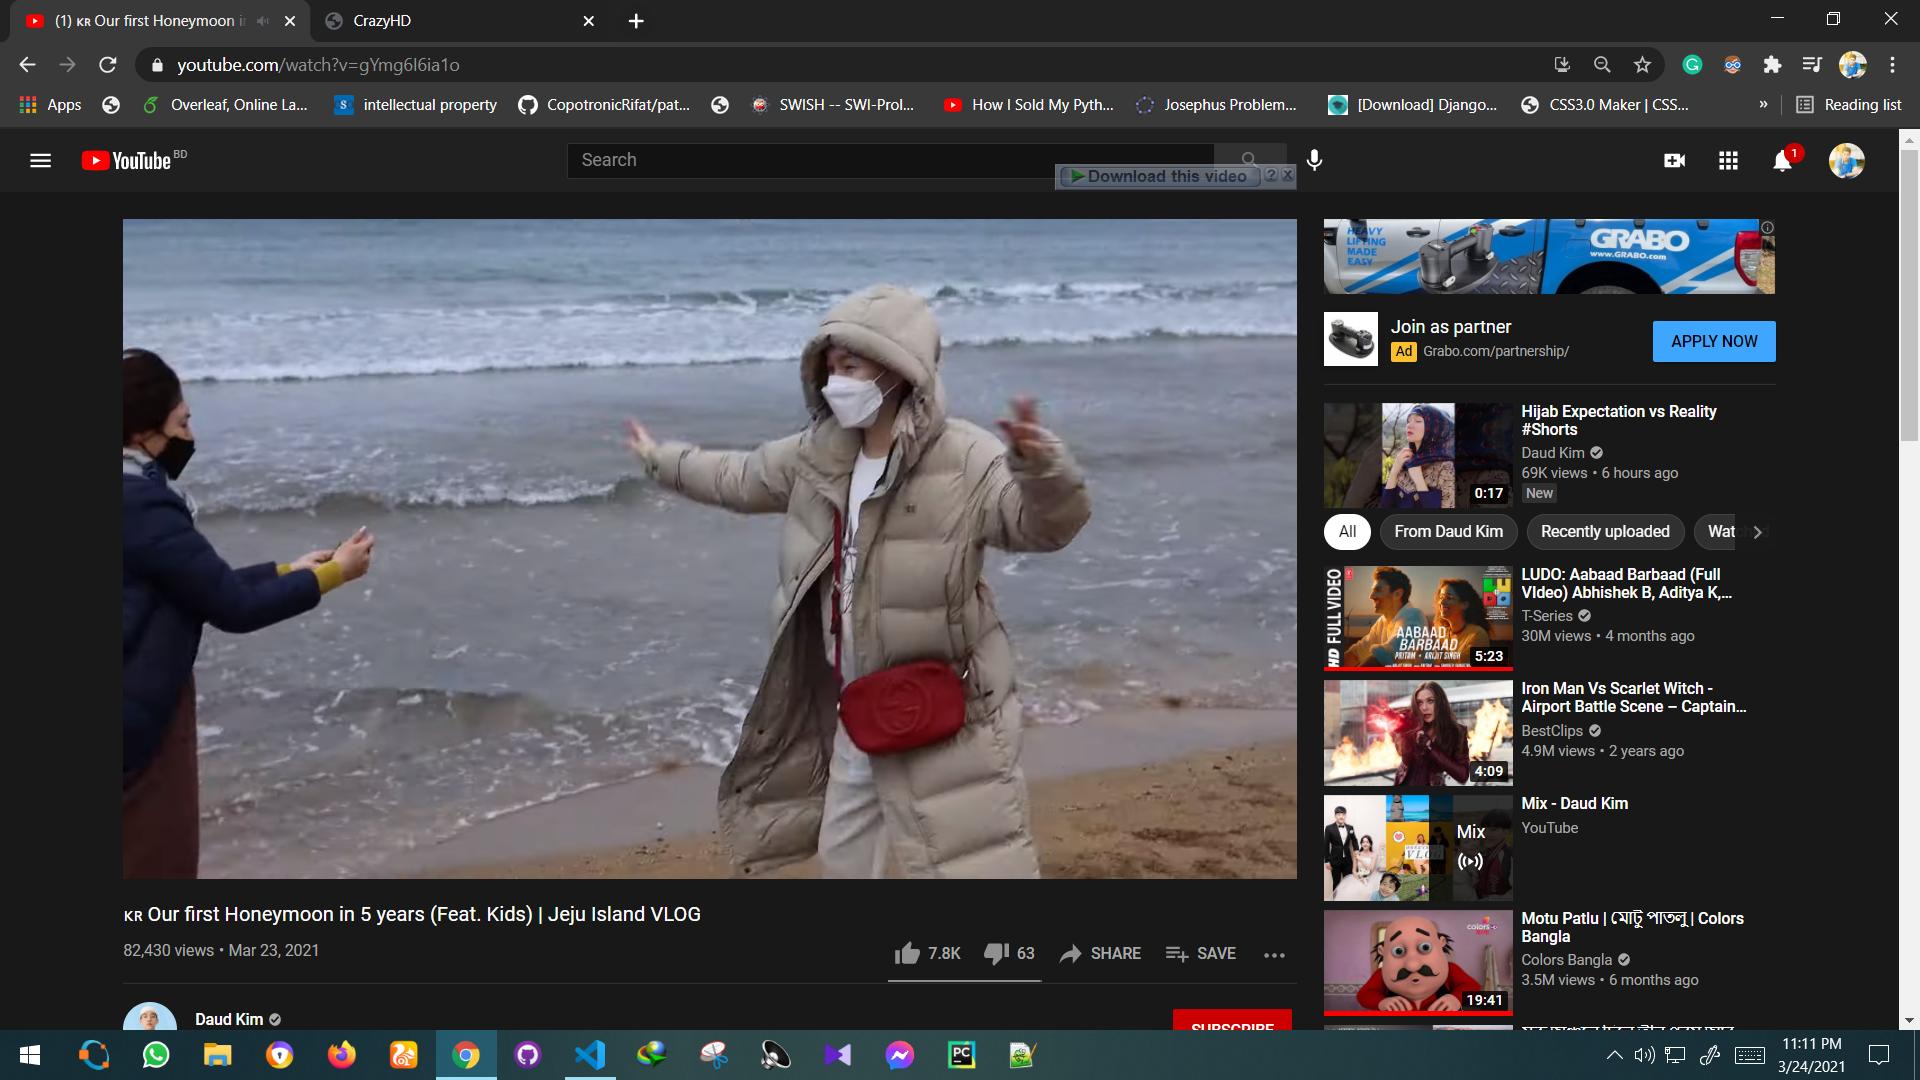 (1) ᴋʀ Our first Honeymoon i
CrazyHD
youtube.com/watch?v=gYmg6I6ia1o
Apps
Overleaf, Online La...
intellectual property
CopotronicRifat/pat...
SWISH -- SWI-Prol...
How I Sold My Pyth...
Josephus Problem...
[Download] Django...
CSS3.0 Maker | CSS...
»
Reading list
YouTube BD
Search
Download this video ? X
1
HEAVY
LIFTING
MADE
EASY
GRABO
www.GRABO.com
Join as partner
Ad Grabo.com/partnership/
APPLY NOW
Hijab Expectation vs Reality
#Shorts
Daud Kim
69K views • 6 hours ago
New
0:17
All
From Daud Kim
Recently uploaded
HD FULL VIDEO
AABAAD
BARBAAD
PRITAM • ARIJIT SINGH
5:23
LUDO: Aabaad Barbaad (Full
VIdeo) Abhishek B, Aditya K,...
T-Series
30M views • 4 months ago
4:09
Iron Man Vs Scarlet Witch -
Airport Battle Scene – Captain...
BestClips
4.9M views • 2 years ago
Mix
Mix - Daud Kim
YouTube
colors
19:41
Motu Patlu | মোটু পাতলু | Colors
Bangla
Colors Bangla
3.5M views • 6 months ago
ᴋʀ Our first Honeymoon in 5 years (Feat. Kids) | Jeju Island VLOG
82,430 views • Mar 23, 2021
7.8K
63
SHARE
SAVE
Daud Kim
SUBSCRIBE
PC
11:11 PM
3/24/2021